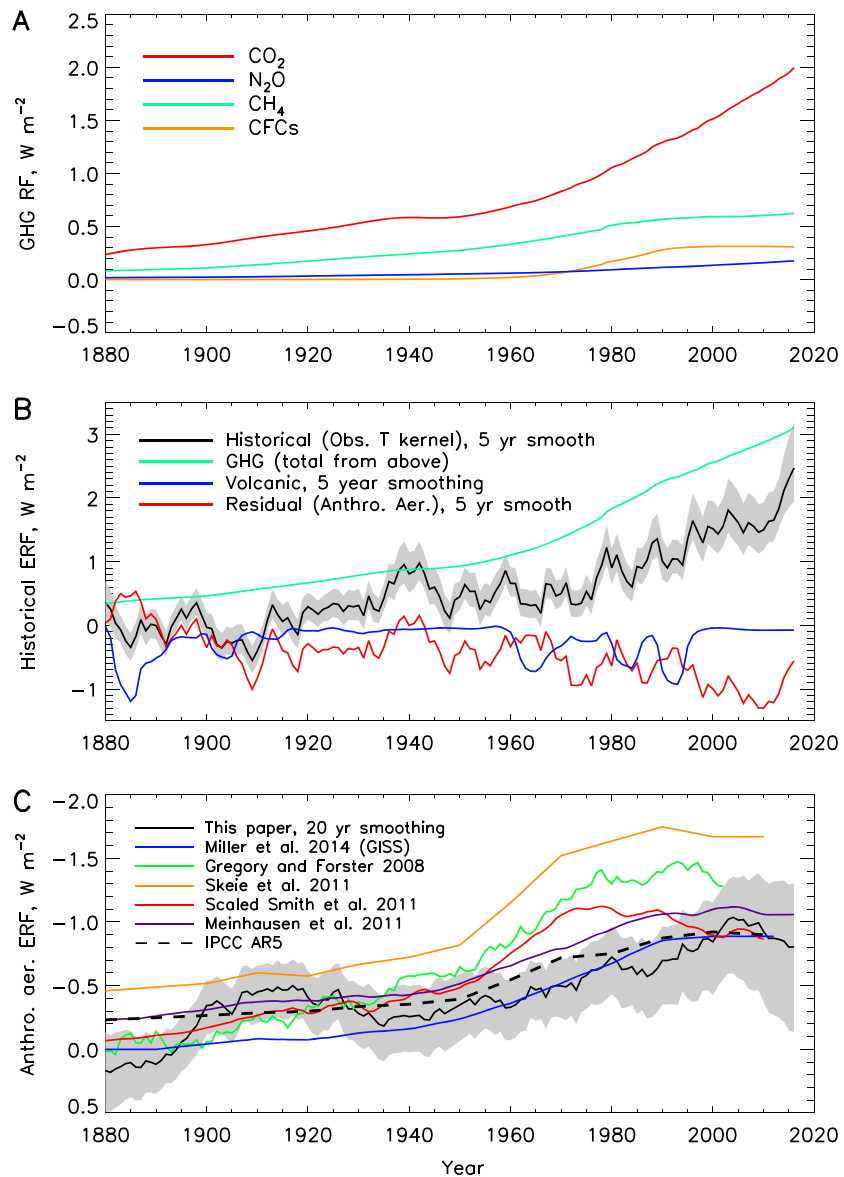 A
2.5
2.0
1.5
1.0
0.5
0.0
−0.5
GHG RF, W m⁻²
CO₂
N₂O
CH₄
CFCs
1880 1900 1920 1940 1960 1980 2000 2020
B
3
2
1
0
−1
Historical ERF, W m⁻²
Historical (Obs. T kernel), 5 yr smooth
GHG (total from above)
Volcanic, 5 year smoothing
Residual (Anthro. Aer.), 5 yr smooth
1880 1900 1920 1940 1960 1980 2000 2020
C
−2.0
−1.5
−1.0
−0.5
0.0
0.5
Anthro. aer. ERF, W m⁻²
This paper, 20 yr smoothing
Miller et al. 2014 (GISS)
Gregory and Forster 2008
Skeie et al. 2011
Scaled Smith et al. 2011
Meinhausen et al. 2011
IPCC AR5
1880 1900 1920 1940 1960 1980 2000 2020
Year